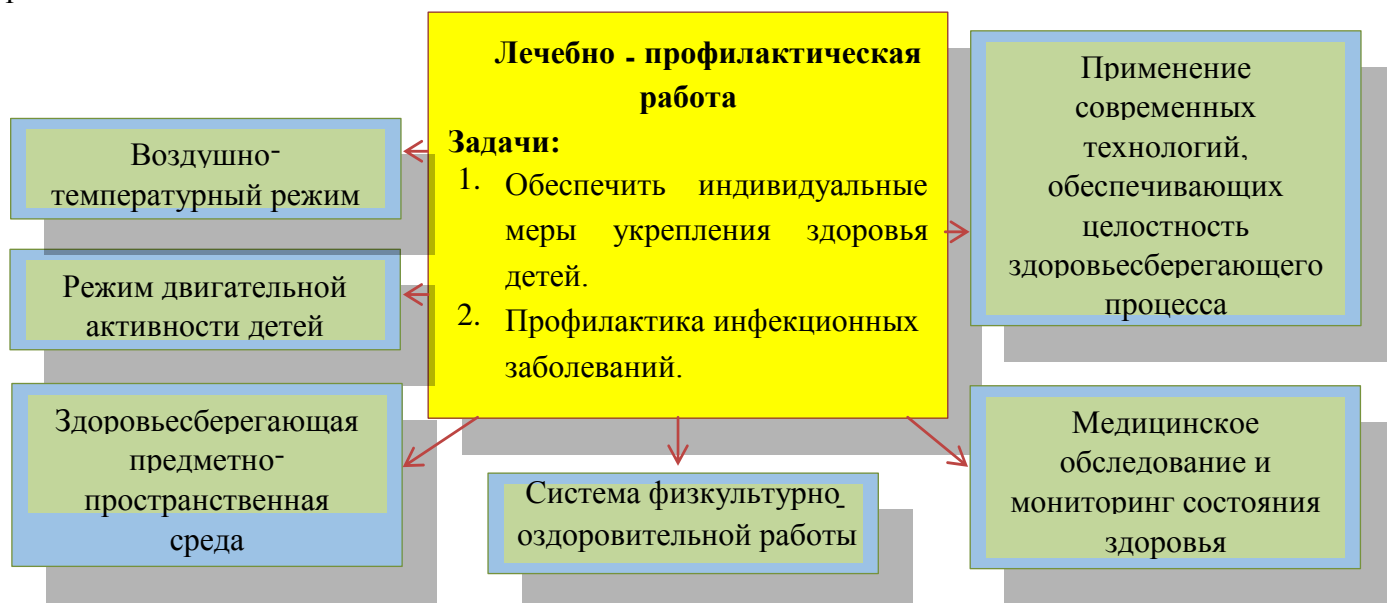 Лечебно - профилактическая
работа
Задачи:
1. Обеспечить индивидуальные
меры укрепления здоровья
детей.
2. Профилактика инфекционных
заболеваний.
Воздушно-
температурный режим
Режим двигательной
активности детей
Здоровьесберегающая
предметно-
пространственная
среда
Система физкультурно-
оздоровительной работы
Применение
современных
технологий,
обеспечивающих
целостность
здоровьесберегающего
процесса
Медицинское
обследование и
мониторинг состояния
здоровья